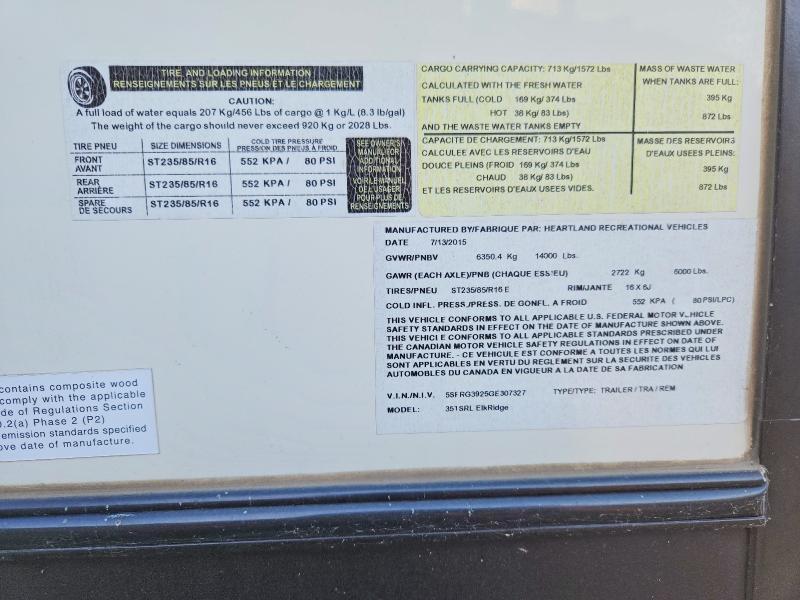 TIRE, AND LOADING INFORMATION
RENSEIGNEMENTS SUR LES PNEUS ET LE CHARGEMENT
CAUTION:
A full load of water equals 207 Kg/456 Lbs of cargo @ 1 Kg/L (8.3 lb/gal)
The weight of the cargo should never exceed 920 Kg or 2028 Lbs.
TIRE PNEU SIZE DIMENSIONS COLD TIRE PRESSURE
PRESSION DES PNEUS À FROID
FRONT
AVANT ST235/85/R16 552 KPA / 80 PSI
REAR
ARRIÈRE ST235/85/R16 552 KPA / 80 PSI
SPARE
DE SECOURS ST235/85/R16 552 KPA / 80 PSI
SEE OWNER'S
MANUAL FOR
ADDITIONAL
INFORMATION
VOIR LE MANUEL
DE L'USAGER
POUR PLUS DE
RENSEIGNEMENTS
CARGO CARRYING CAPACITY: 713 Kg/1572 Lbs
CALCULATED WITH THE FRESH WATER
TANKS FULL (COLD 169 Kg/ 374 Lbs
HOT 38 Kg/ 83 Lbs)
AND THE WASTE WATER TANKS EMPTY
MASS OF WASTE WATER
WHEN TANKS ARE FULL:
395 Kg
872 Lbs
CAPACITE DE CHARGEMENT: 713 Kg/1572 Lbs
CALCULEE AVEC LES RESERVOIRS D'EAU
DOUCE PLEINS (FROID 169 Kg/ 374 Lbs
CHAUD 38 Kg/ 83 Lbs)
ET LES RESERVOIRS D'EAUX USEES VIDES.
MASSE DES RESERVOIRS
D'EAUX USEES PLEINS:
395 Kg
872 Lbs
MANUFACTURED BY/FABRIQUE PAR: HEARTLAND RECREATIONAL VEHICLES
DATE 7/13/2015
GVWR/PNBV 6350.4 Kg 14000 Lbs.
GAWR (EACH AXLE)/PNB (CHAQUE ESSIEU) 2722 Kg 6000 Lbs.
TIRES/PNEU ST235/85/R16 E RIM/JANTE 16 X 6J
COLD INFL. PRESS./PRESS. DE GONFL. A FROID 552 KPA ( 80 PSI/LPC)
THIS VEHICLE CONFORMS TO ALL APPLICABLE U.S. FEDERAL MOTOR VEHICLE
SAFETY STANDARDS IN EFFECT ON THE DATE OF MANUFACTURE SHOWN ABOVE.
THIS VEHICLE CONFORMS TO ALL APPLICABLE STANDARDS PRESCRIBED UNDER
THE CANADIAN MOTOR VEHICLE SAFETY REGULATIONS IN EFFECT ON DATE OF
MANUFACTURE. - CE VEHICULE EST CONFORME A TOUTES LES NORMES QUI LUI
SONT APPLICABLES EN VERTU DU REGLEMENT SUR LA SECURITE DES VEHICLES
AUTOMOBILES DU CANADA EN VIGUEUR A LA DATE DE SA FABRICATION
V.I.N./N.I.V. 5SFRG3925GE307327 TYPE/TYPE: TRAILER / TRA / REM
MODEL: 351SRL ElkRidge
contains composite wood
comply with the applicable
de of Regulations Section
0.2(a) Phase 2 (P2)
emission standards specified
ove date of manufacture.